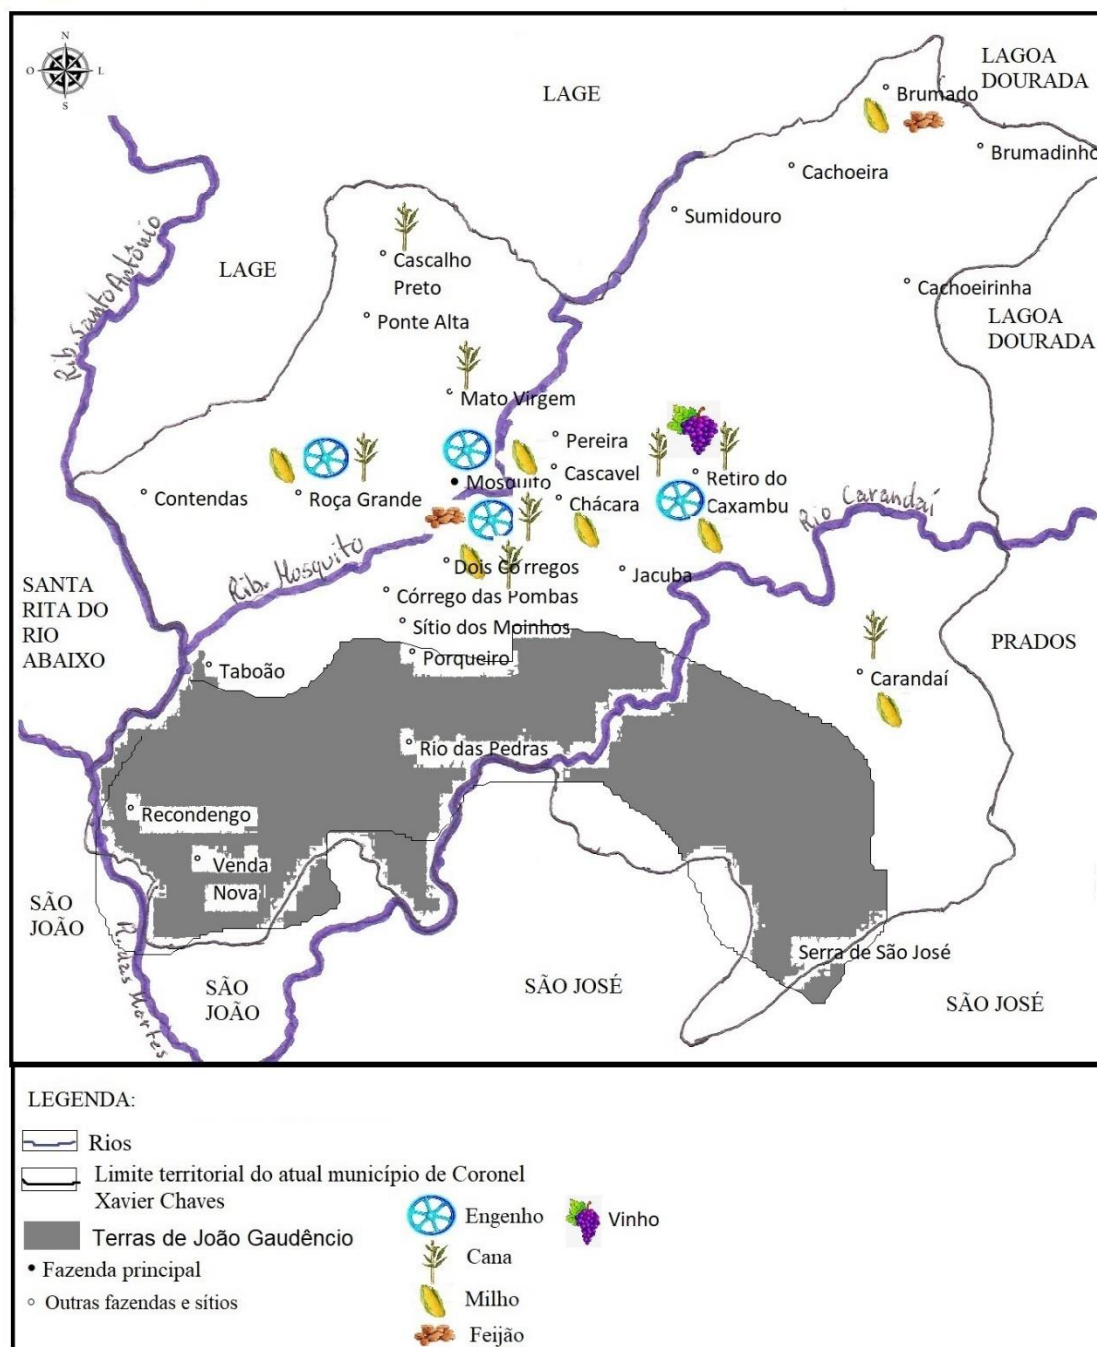 N
O L
S
LAGE
LAGOA
DOURADA
Brumado
Brumadinho
Cachoeira
Sumidouro
Rib. Santo Antônio
LAGE
Cascalho
Preto
Cachoeirinha
Ponte Alta
LAGOA
DOURADA
Mato Virgem
Pereira
Cascavel
Retiro do
Caxambu
Mosquito
Contendas
Roça Grande
Chácara
Rio Carandaí
Rib. Mosquito
Dois Córregos
Jacuba
SANTA
RITA DO
RIO
ABAIXO
Córrego das Pombas
Sítio dos Moinhos
PRADOS
Porqueiro
Taboão
Carandaí
Rio das Pedras
Recondengo
Venda
Nova
SÃO
JOÃO
R. das Mortes
Serra de São José
SÃO
JOÃO
SÃO JOSÉ
SÃO JOSÉ
LEGENDA:
Rios
Limite territorial do atual município de Coronel
Xavier Chaves
Terras de João Gaudêncio
Fazenda principal
Outras fazendas e sítios
Engenho
Vinho
Cana
Milho
Feijão